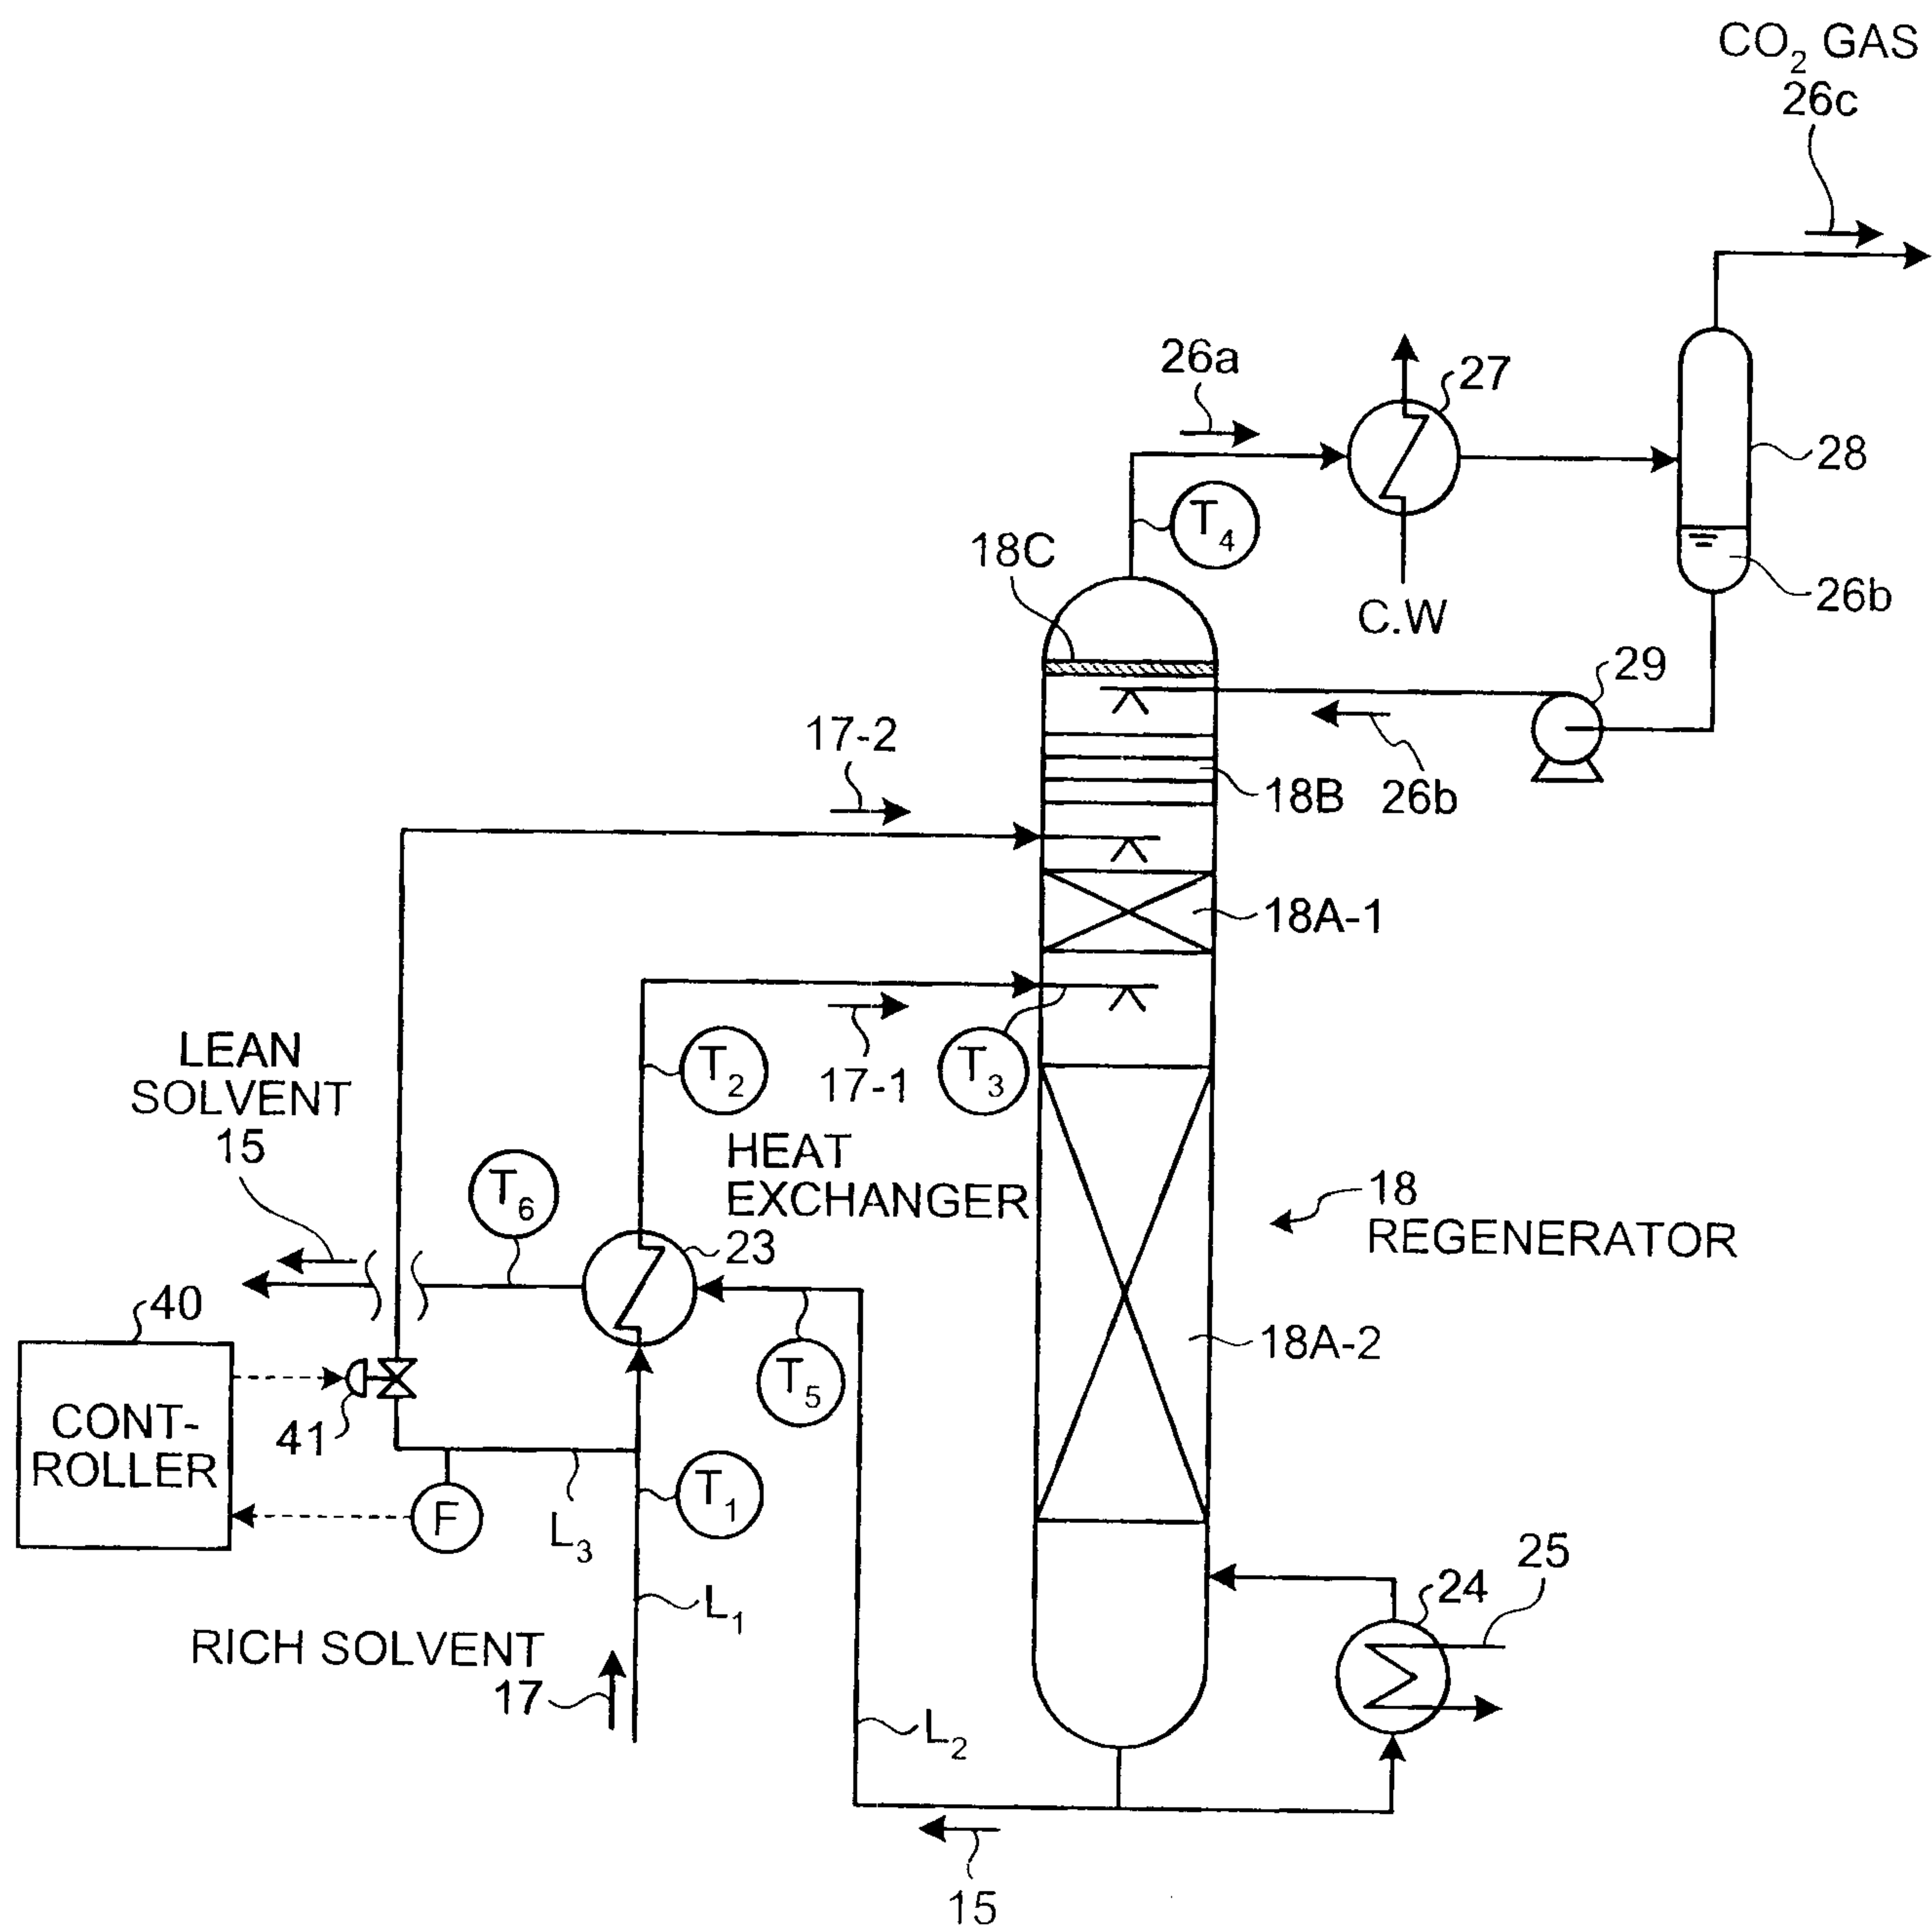 CO2 GAS
26c
26a
27
28
T4
18C
C.W
26b
29
17-2
18B
26b
18A-1
LEAN
SOLVENT
15
T2
17-1
T3
HEAT
EXCHANGER
T6
23
18
REGENERATOR
40
T5
18A-2
CONT-
ROLLER
41
F
L3
T1
25
24
L1
RICH SOLVENT
17
L2
15